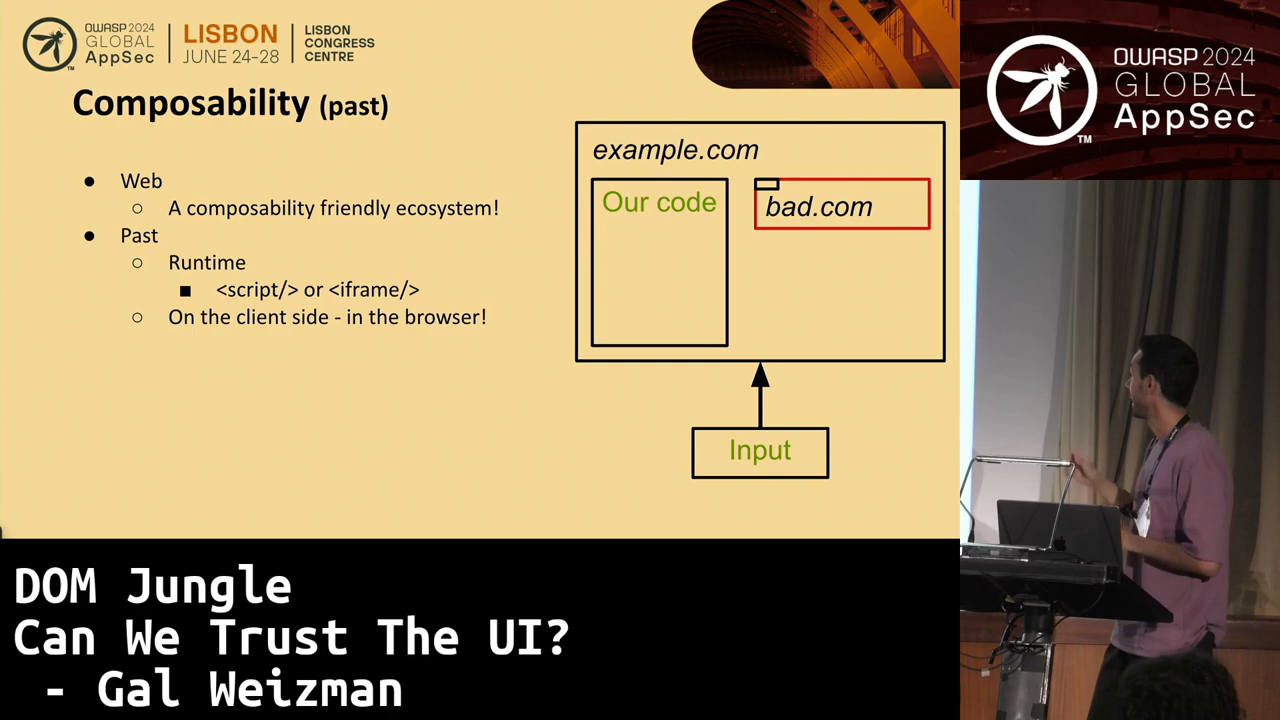 OWASP 2024
GLOBAL
AppSec
TM
LISBON
JUNE 24-28
LISBON
CONGRESS
CENTRE
Composability (past)
● Web
○ A composability friendly ecosystem!
● Past
○ Runtime
■ <script/> or <iframe/>
○ On the client side - in the browser!
example.com
Our code
bad.com
Input
OWASP 2024
GLOBAL
AppSec
TM
DOM Jungle
Can We Trust The UI?
- Gal Weizman